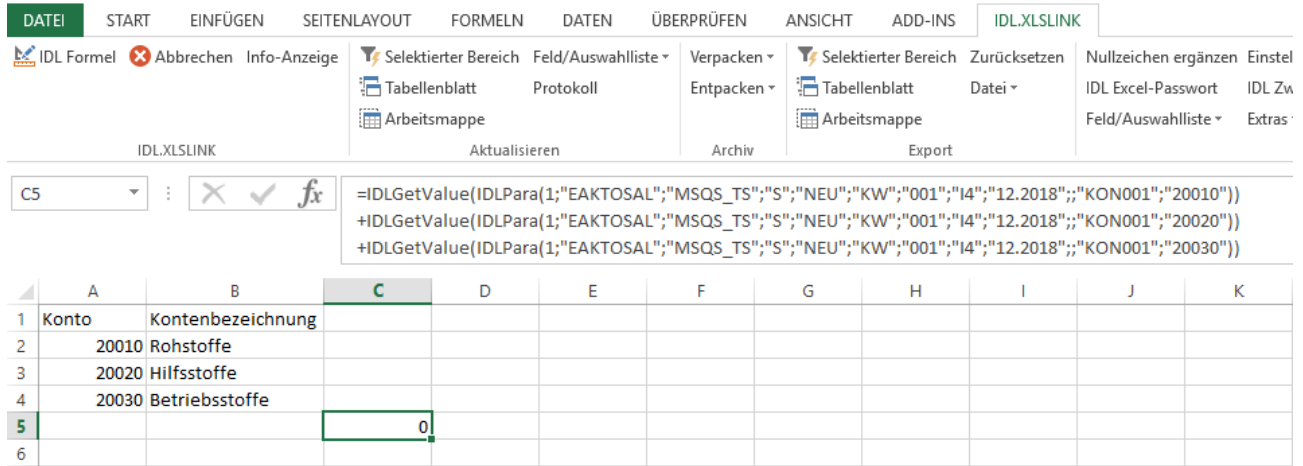 DATEI START EINFÜGEN SEITENLAYOUT FORMELN DATEN ÜBERPRÜFEN ANSICHT ADD-INS IDL.XLSLINK
IDL Formel Abbrechen Info-Anzeige Selektierter Bereich Feld/Auswahlliste Verpacken Selektierter Bereich Zurücksetzen Nullzeichen ergänzen Einstel
Tabellenblatt Protokoll Entpacken Tabellenblatt Datei IDL Excel-Passwort IDL Zw
Arbeitsmappe Arbeitsmappe Feld/Auswahlliste Extras
IDL.XLSLINK Aktualisieren Archiv Export
C5 fx =IDLGetValue(IDLPara(1;"EAKTOSAL";"MSQS_TS";"S";"NEU";"KW";"001";"I4";"12.2018";;"KON001";"20010"))
+IDLGetValue(IDLPara(1;"EAKTOSAL";"MSQS_TS";"S";"NEU";"KW";"001";"I4";"12.2018";;"KON001";"20020"))
+IDLGetValue(IDLPara(1;"EAKTOSAL";"MSQS_TS";"S";"NEU";"KW";"001";"I4";"12.2018";;"KON001";"20030"))
A B C D E F G H I J K
1 Konto Kontenbezeichnung
2 20010 Rohstoffe
3 20020 Hilfsstoffe
4 20030 Betriebsstoffe
5 0
6